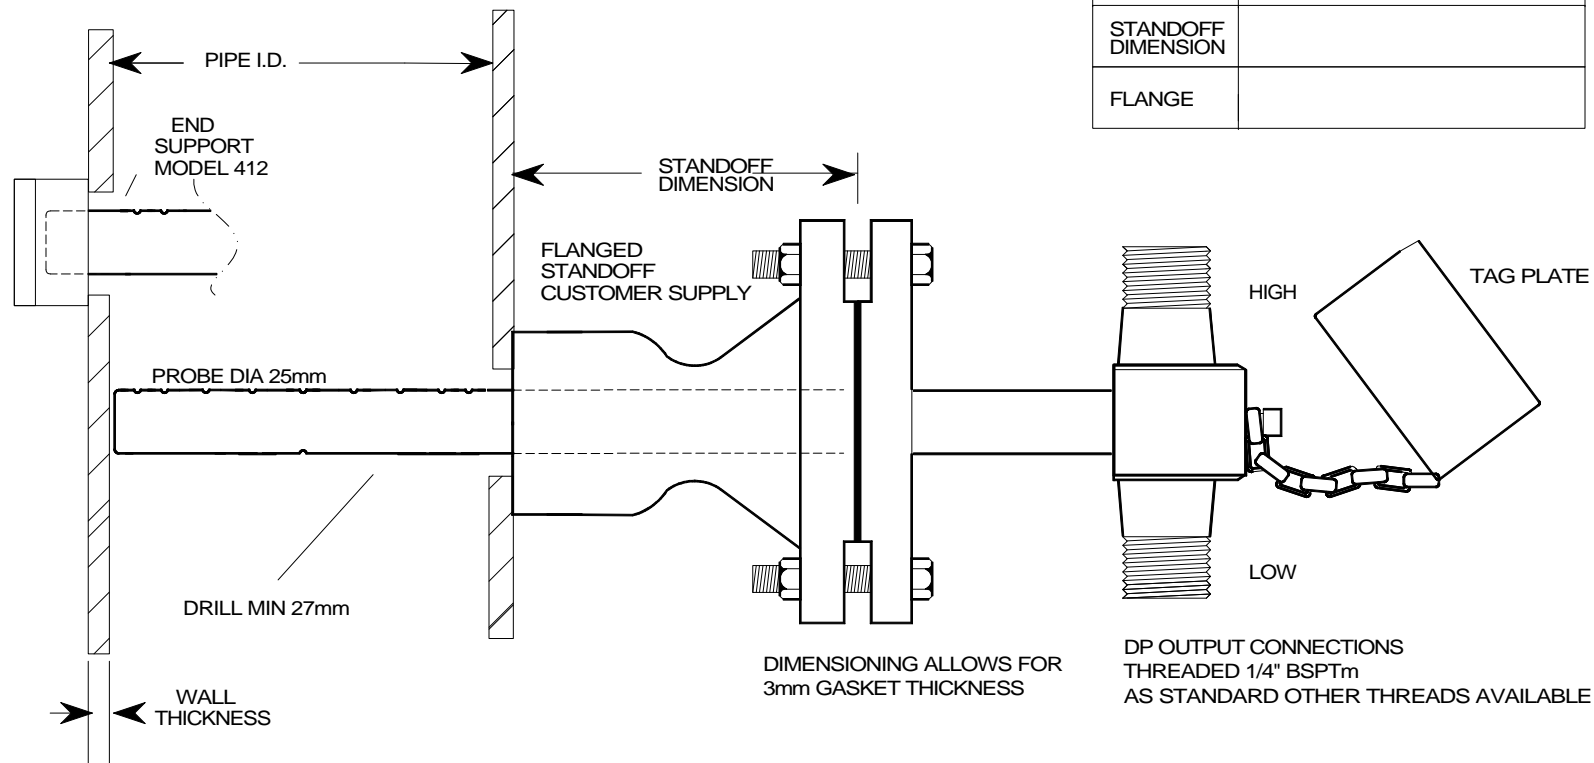 STANDOFF
DIMENSION
FLANGE
PIPE I.D.
END
SUPPORT
MODEL 412
STANDOFF
DIMENSION
FLANGED
STANDOFF
CUSTOMER SUPPLY
HIGH
TAG PLATE
PROBE DIA 25mm
DRILL MIN 27mm
LOW
DIMENSIONING ALLOWS FOR
3mm GASKET THICKNESS
DP OUTPUT CONNECTIONS
THREADED 1/4" BSPTm
AS STANDARD OTHER THREADS AVAILABLE
WALL
THICKNESS